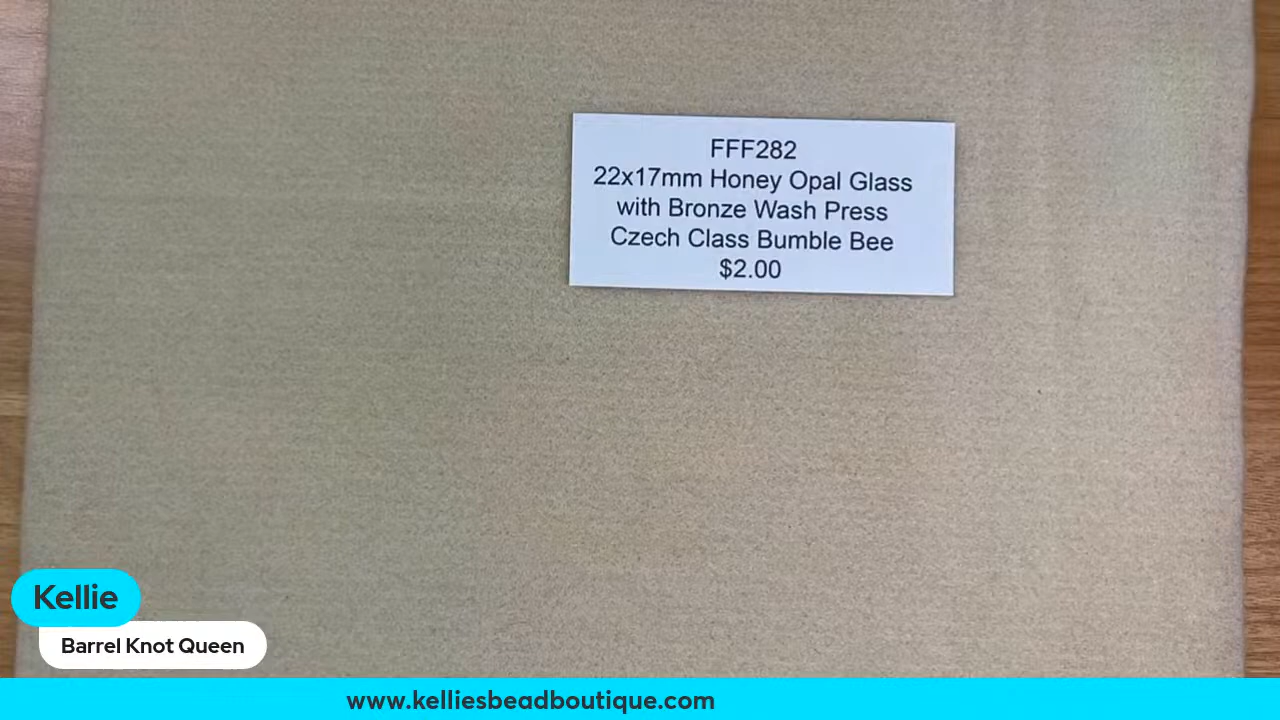 FFF282
22x17mm Honey Opal Glass
with Bronze Wash Press
Czech Class Bumble Bee
$2.00
Kellie
Barrel Knot Queen
www.kelliesbeadboutique.com